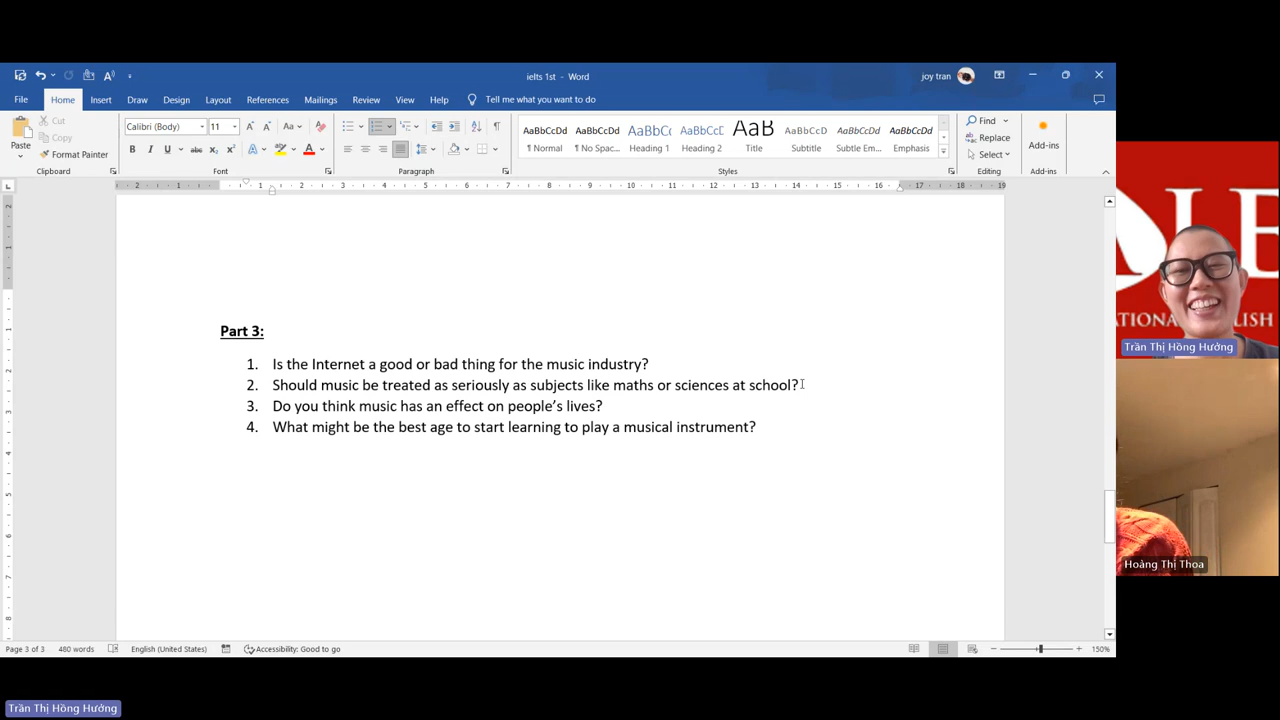 ielts 1st - Word
joy tran
File Home Insert Draw Design Layout References Mailings Review View Help Tell me what you want to do
Paste
Cut
Copy
Format Painter
Clipboard
Calibri (Body) 11
Font
Paragraph
AaBbCcDd AaBbCcDd AaBbCc AaBbCcD AaB AaBbCcD AaBbCcDd AaBbCcDd
¶ Normal ¶ No Spac... Heading 1 Heading 2 Title Subtitle Subtle Em... Emphasis
Styles
Find
Replace
Select
Editing
Add-ins
Add-ins
Part 3:
1. Is the Internet a good or bad thing for the music industry?
2. Should music be treated as seriously as subjects like maths or sciences at school?
3. Do you think music has an effect on people's lives?
4. What might be the best age to start learning to play a musical instrument?
Trần Thị Hồng Hưởng
Hoàng Thị Thoa
Page 3 of 3 480 words English (United States) Accessibility: Good to go 150%
Trần Thị Hồng Hưởng